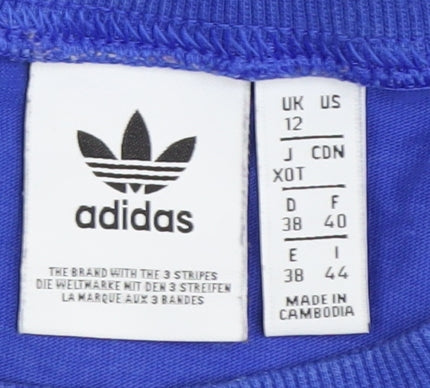 adidas
THE BRAND WITH THE 3 STRIPES
DIE WELTMARKE MIT DEN 3 STREIFEN
LA MARQUE AUX 3 BANDES
UK US
12
J CDN
XOT
D F
38 40
E I
38 44
MADE IN
CAMBODIA